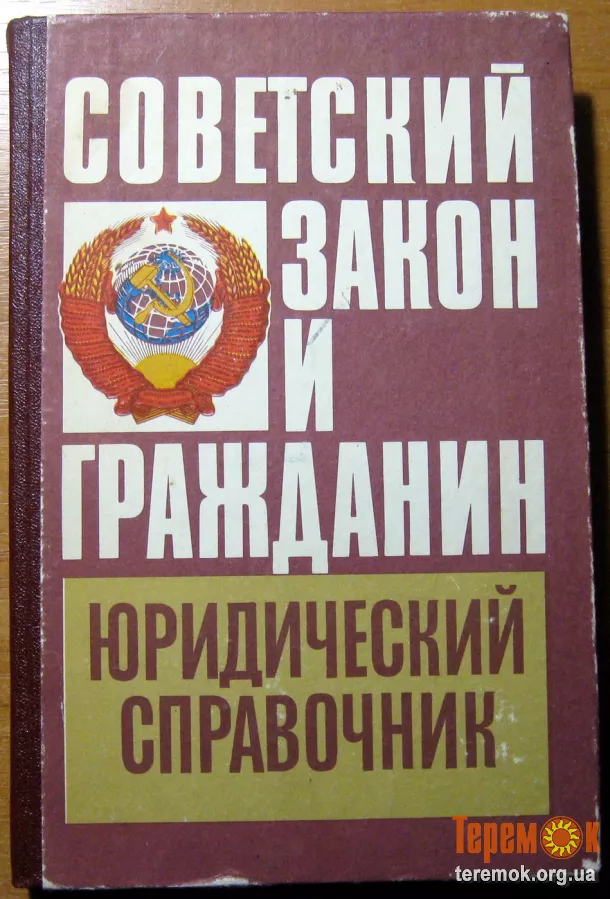 СОВЕТСКИЙ
ЗАКОН
И
ГРАЖДАНИН
ЮРИДИЧЕСКИЙ
СПРАВОЧНИК
Теремок
teremok.org.ua